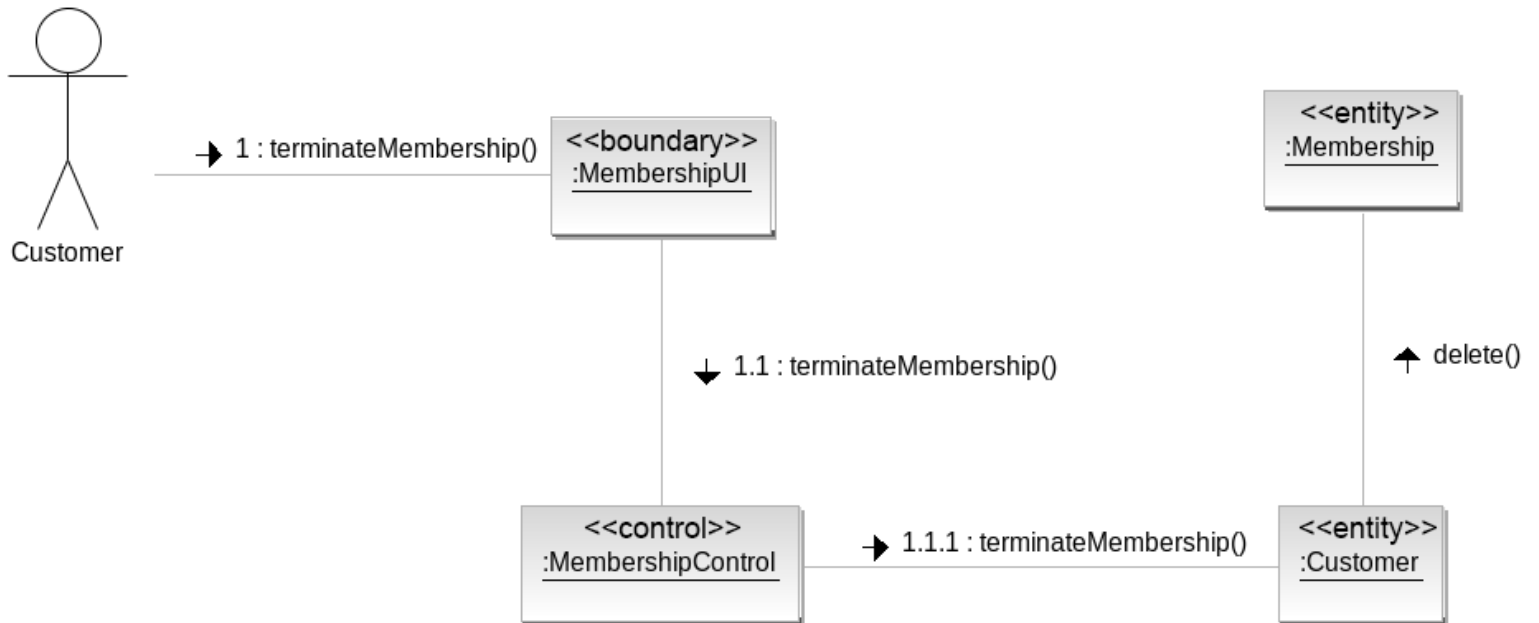 Customer
1 : terminateMembership()
<<boundary>>
:MembershipUI
<<entity>>
:Membership
1.1 : terminateMembership()
delete()
<<control>>
:MembershipControl
1.1.1 : terminateMembership()
<<entity>>
:Customer